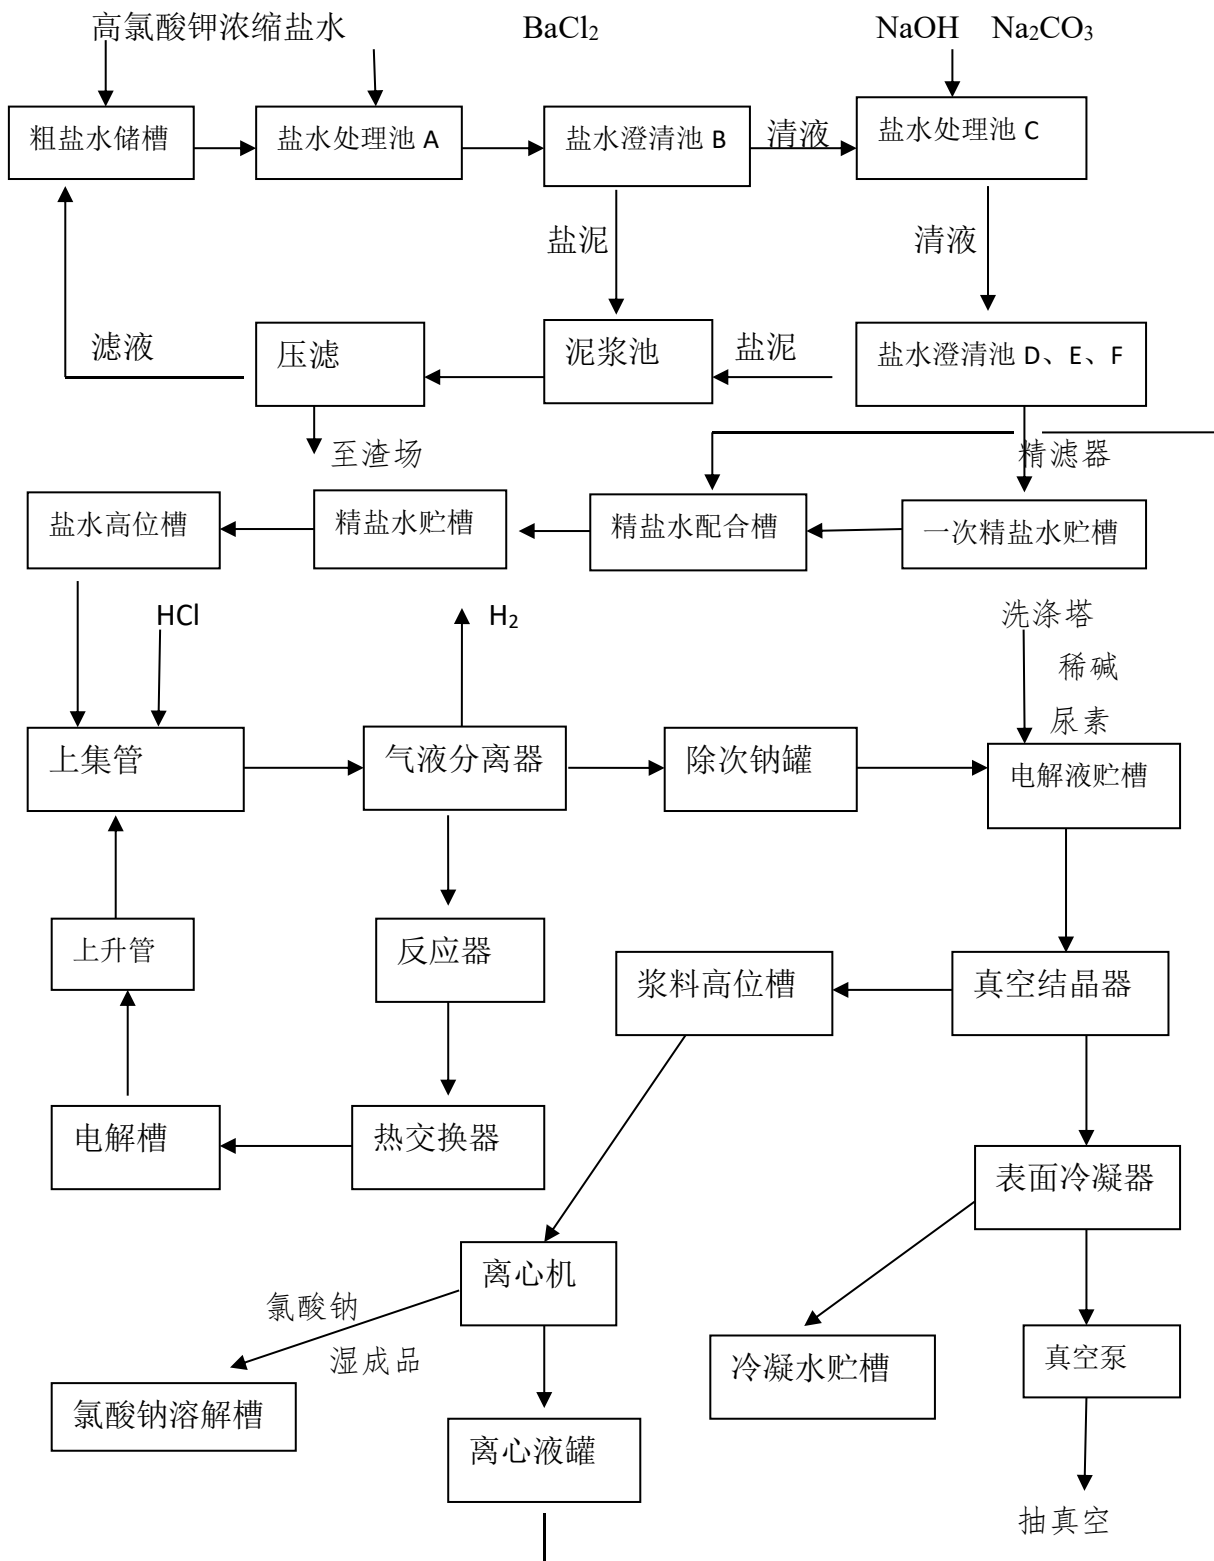 高氯酸钾浓缩盐水 BaCl₂ NaOH Na₂CO₃
粗盐水储槽 盐水处理池 A 盐水澄清池 B 清液 盐水处理池 C
盐泥 清液
滤液 压滤 泥浆池 盐泥 盐水澄清池 D、E、F
至渣场 精滤器
盐水高位槽 精盐水贮槽 精盐水配合槽 一次精盐水贮槽
HCl H₂ 洗涤塔
稀碱
尿素
上集管 气液分离器 除次钠罐 电解液贮槽
上升管 反应器 浆料高位槽 真空结晶器
电解槽 热交换器
表面冷凝器
离心机
氯酸钠
湿成品
冷凝水贮槽 真空泵
氯酸钠溶解槽
离心液罐
抽真空